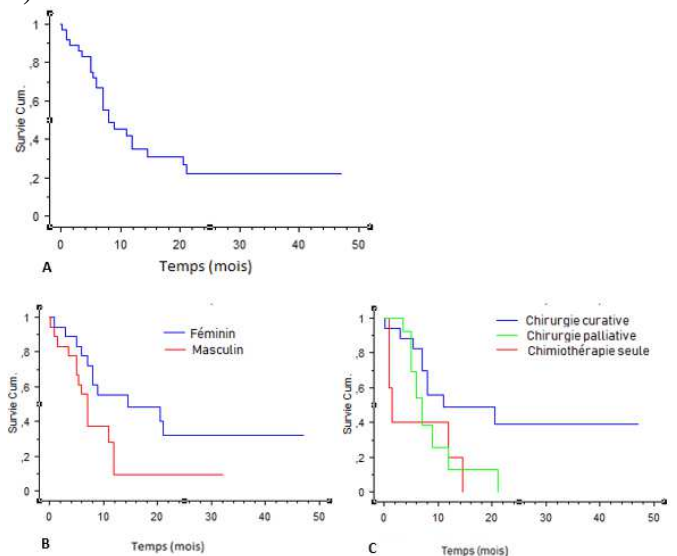 1
,8
,6
,4
,2
0
Survie Cum.
0 10 20 30 40 50
Temps (mois)
A
1
,8
,6
,4
,2
0
Survie Cum.
Féminin
Masculin
0 10 20 30 40 50
Temps (mois)
B
1
,8
,6
,4
,2
0
Survie Cum.
Chirurgie curative
Chirurgie palliative
Chimiothérapie seule
0 10 20 30 40 50
Temps (mois)
C